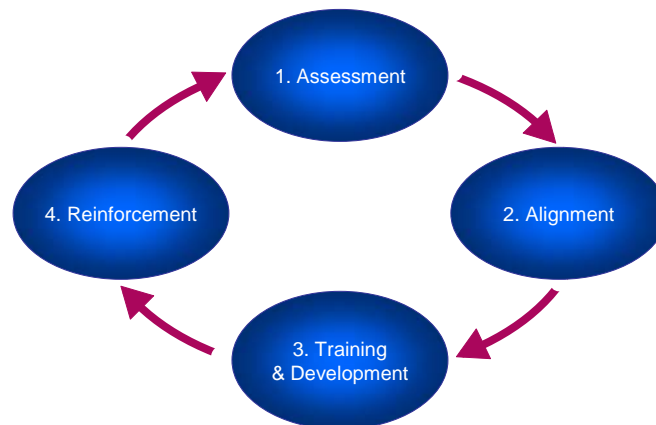 1. Assessment
2. Alignment
3. Training
& Development
4. Reinforcement